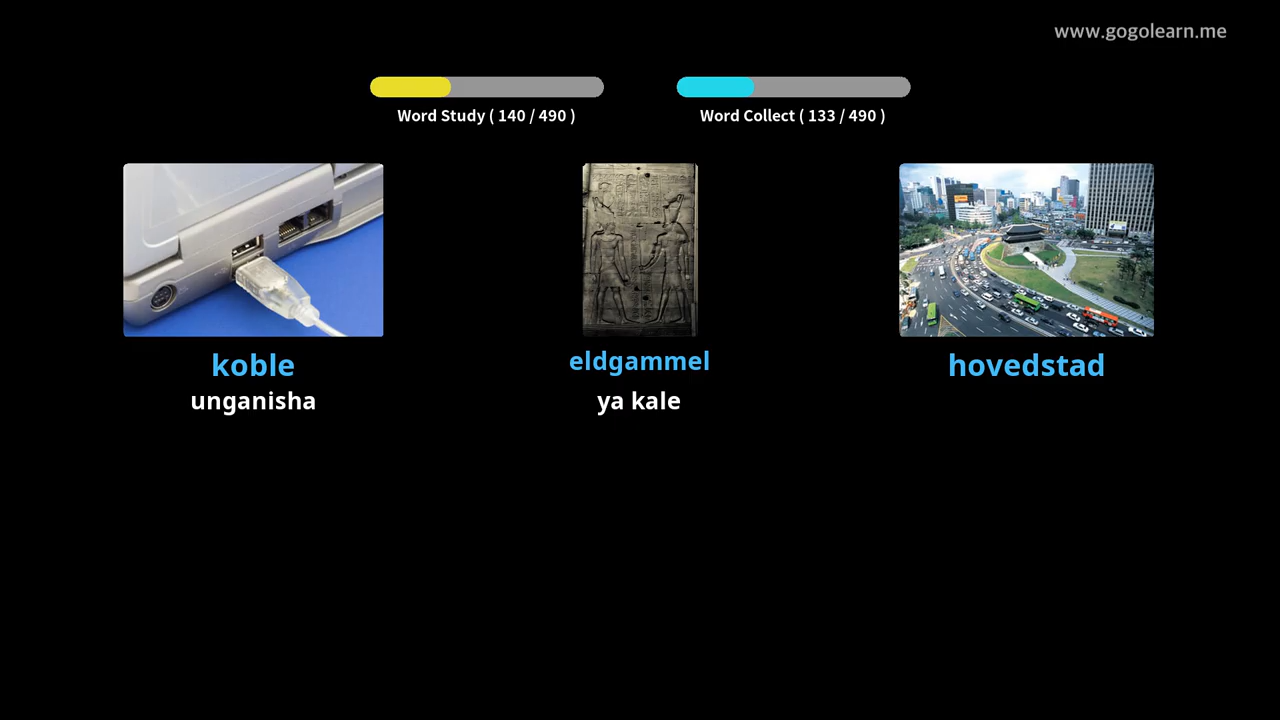 www.gogolearn.me
Word Study ( 140 / 490 )
Word Collect ( 133 / 490 )
koble
unganisha
eldgammel
ya kale
hovedstad